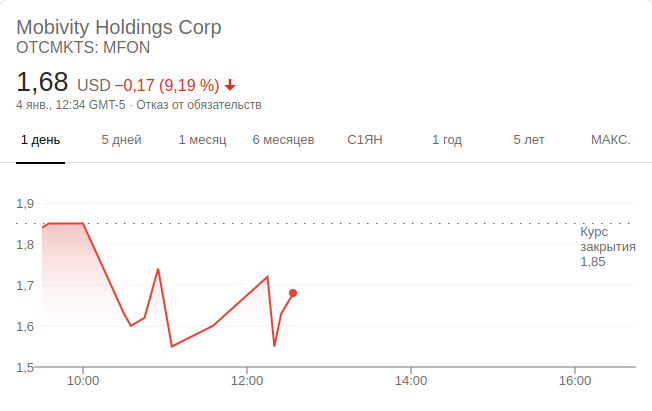 Mobivity Holdings Corp
OTCMKTS: MFON
1,68 USD −0,17 (9,19 %)
4 янв., 12:34 GMT-5 · Отказ от обязательств
1 день 5 дней 1 месяц 6 месяцев С1ЯН 1 год 5 лет МАКС.
1,9
Курс
закрытия
1,85
1,8
1,7
1,6
1,5
10:00 12:00 14:00 16:00